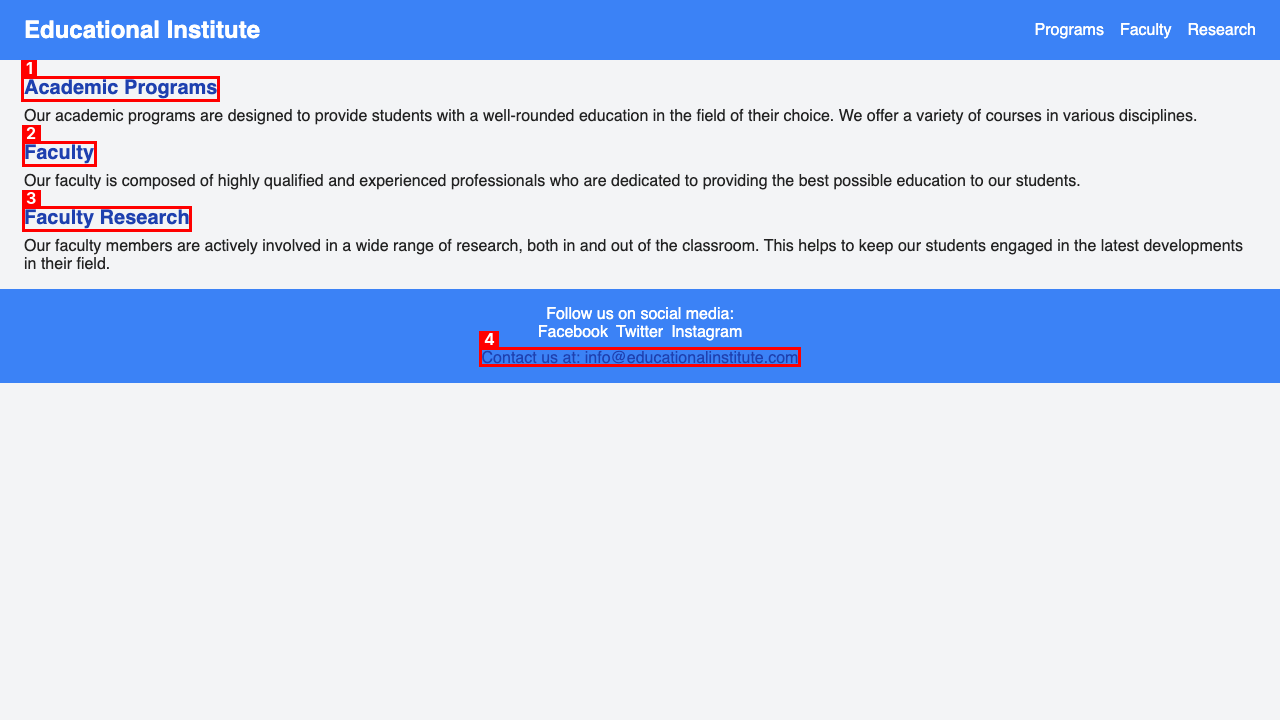 Educational Institute
Programs Faculty Research
1
Academic Programs
Our academic programs are designed to provide students with a well-rounded education in the field of their choice. We offer a variety of courses in various disciplines.
2
Faculty
Our faculty is composed of highly qualified and experienced professionals who are dedicated to providing the best possible education to our students.
3
Faculty Research
Our faculty members are actively involved in a wide range of research, both in and out of the classroom. This helps to keep our students engaged in the latest developments
in their field.
Follow us on social media:
Facebook Twitter Instagram
4
Contact us at: info@educationalinstitute.com